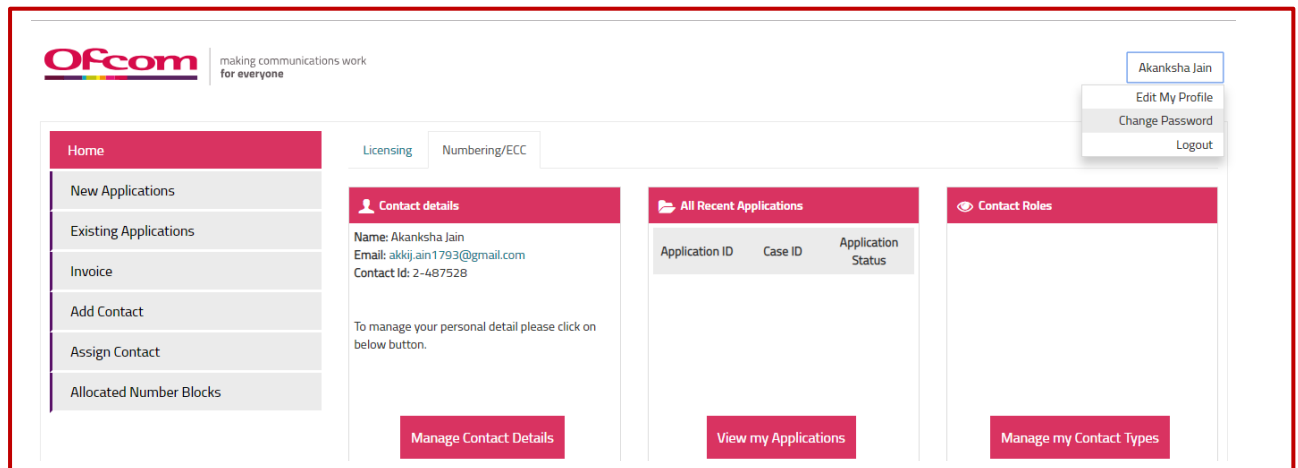 Ofcom
making communications work
for everyone
Akanksha Jain
Edit My Profile
Change Password
Logout
Home
New Applications
Existing Applications
Invoice
Add Contact
Assign Contact
Allocated Number Blocks
Licensing
Numbering/ECC
Contact details
Name: Akanksha Jain
Email: akkij.ain1793@gmail.com
Contact Id: 2-487528
To manage your personal detail please click on
below button.
Manage Contact Details
All Recent Applications
Application ID
Case ID
Application
Status
View my Applications
Contact Roles
Manage my Contact Types